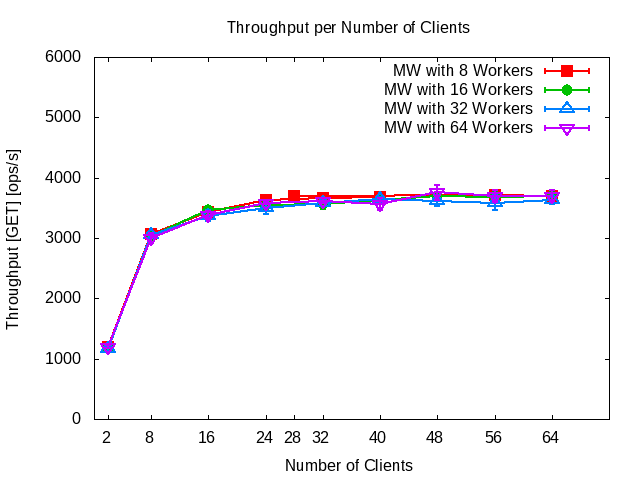 Throughput per Number of Clients
6000
5000
4000
3000
2000
1000
0
Throughput [GET] [ops/s]
MW with 8 Workers
MW with 16 Workers
MW with 32 Workers
MW with 64 Workers
2 8 16 24 28 32 40 48 56 64
Number of Clients